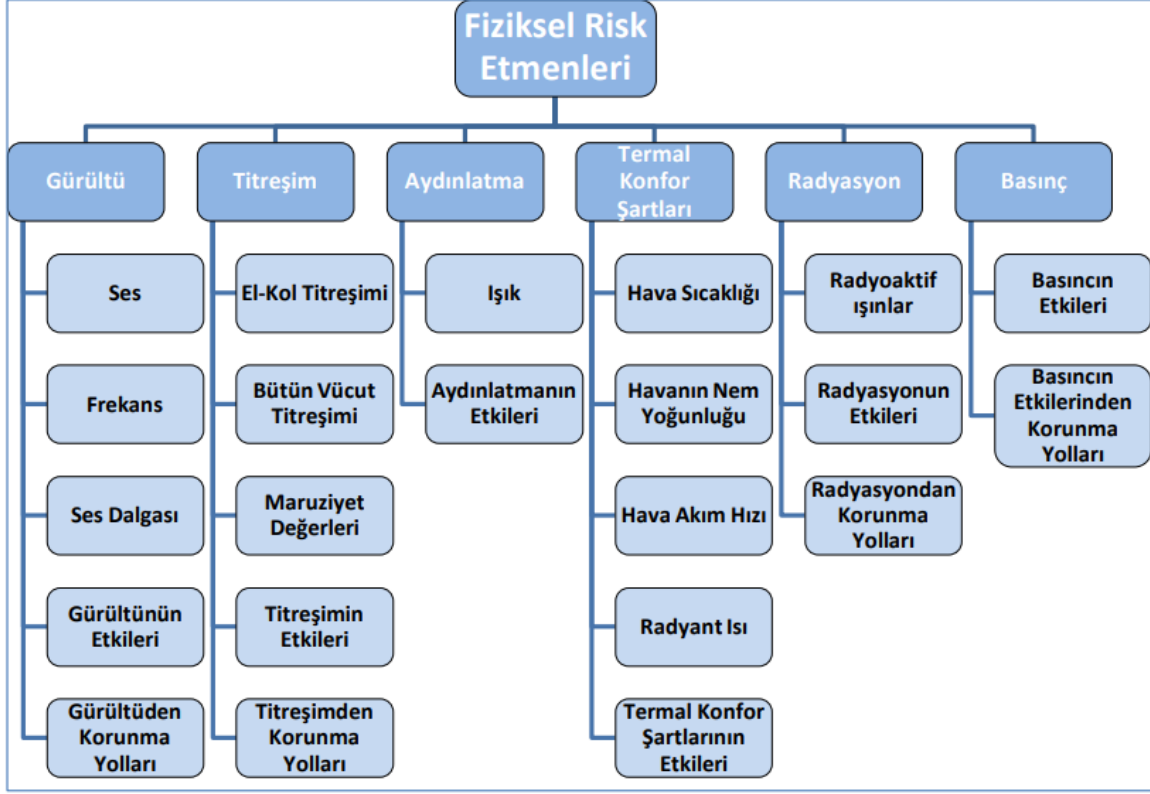 Fiziksel Risk
Etmenleri
Gürültü
Titreşim
Aydınlatma
Termal
Konfor
Şartları
Radyasyon
Basınç
Ses
Frekans
Ses Dalgası
Gürültünün
Etkileri
Gürültüden
Korunma
Yolları
El-Kol Titreşimi
Bütün Vücut
Titreşimi
Maruziyet
Değerleri
Titreşimin
Etkileri
Titreşimden
Korunma
Yolları
Işık
Aydınlatmanın
Etkileri
Hava Sıcaklığı
Havanın Nem
Yoğunluğu
Hava Akım Hızı
Radyant Isı
Termal Konfor
Şartlarının
Etkileri
Radyoaktif
ışınlar
Radyasyonun
Etkileri
Radyasyondan
Korunma
Yolları
Basıncın
Etkileri
Basıncın
Etkilerinden
Korunma
Yolları